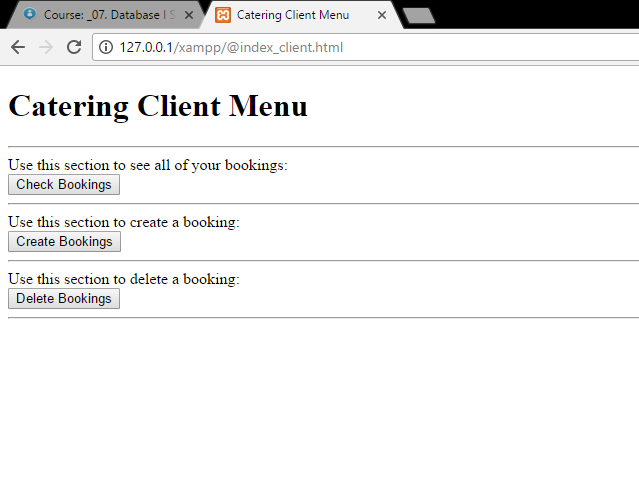 Course: _07. Database I
Catering Client Menu
127.0.0.1/xampp/@index_client.html
Catering Client Menu
Use this section to see all of your bookings:
Check Bookings
Use this section to create a booking:
Create Bookings
Use this section to delete a booking:
Delete Bookings